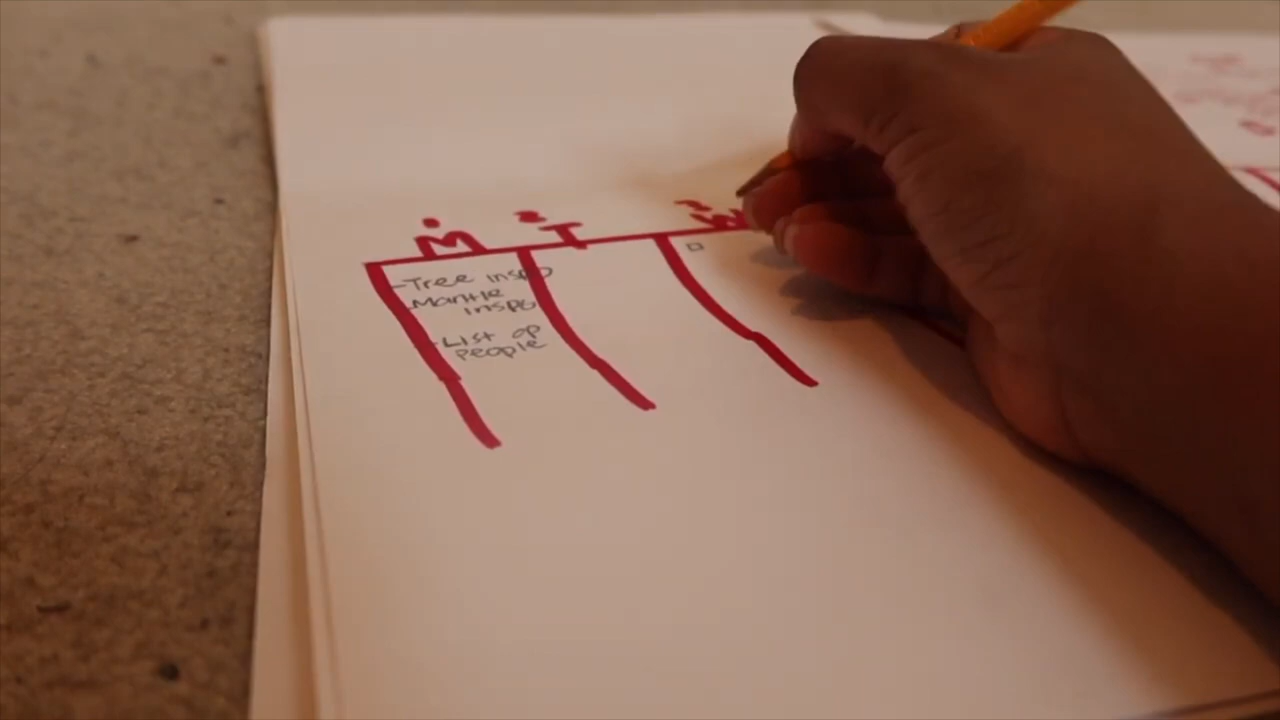 M T W
-Tree inspo
-Mantle
inspo
-List of
people